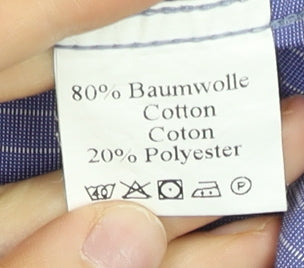 80% Baumwolle
Cotton
Coton
20% Polyester
P